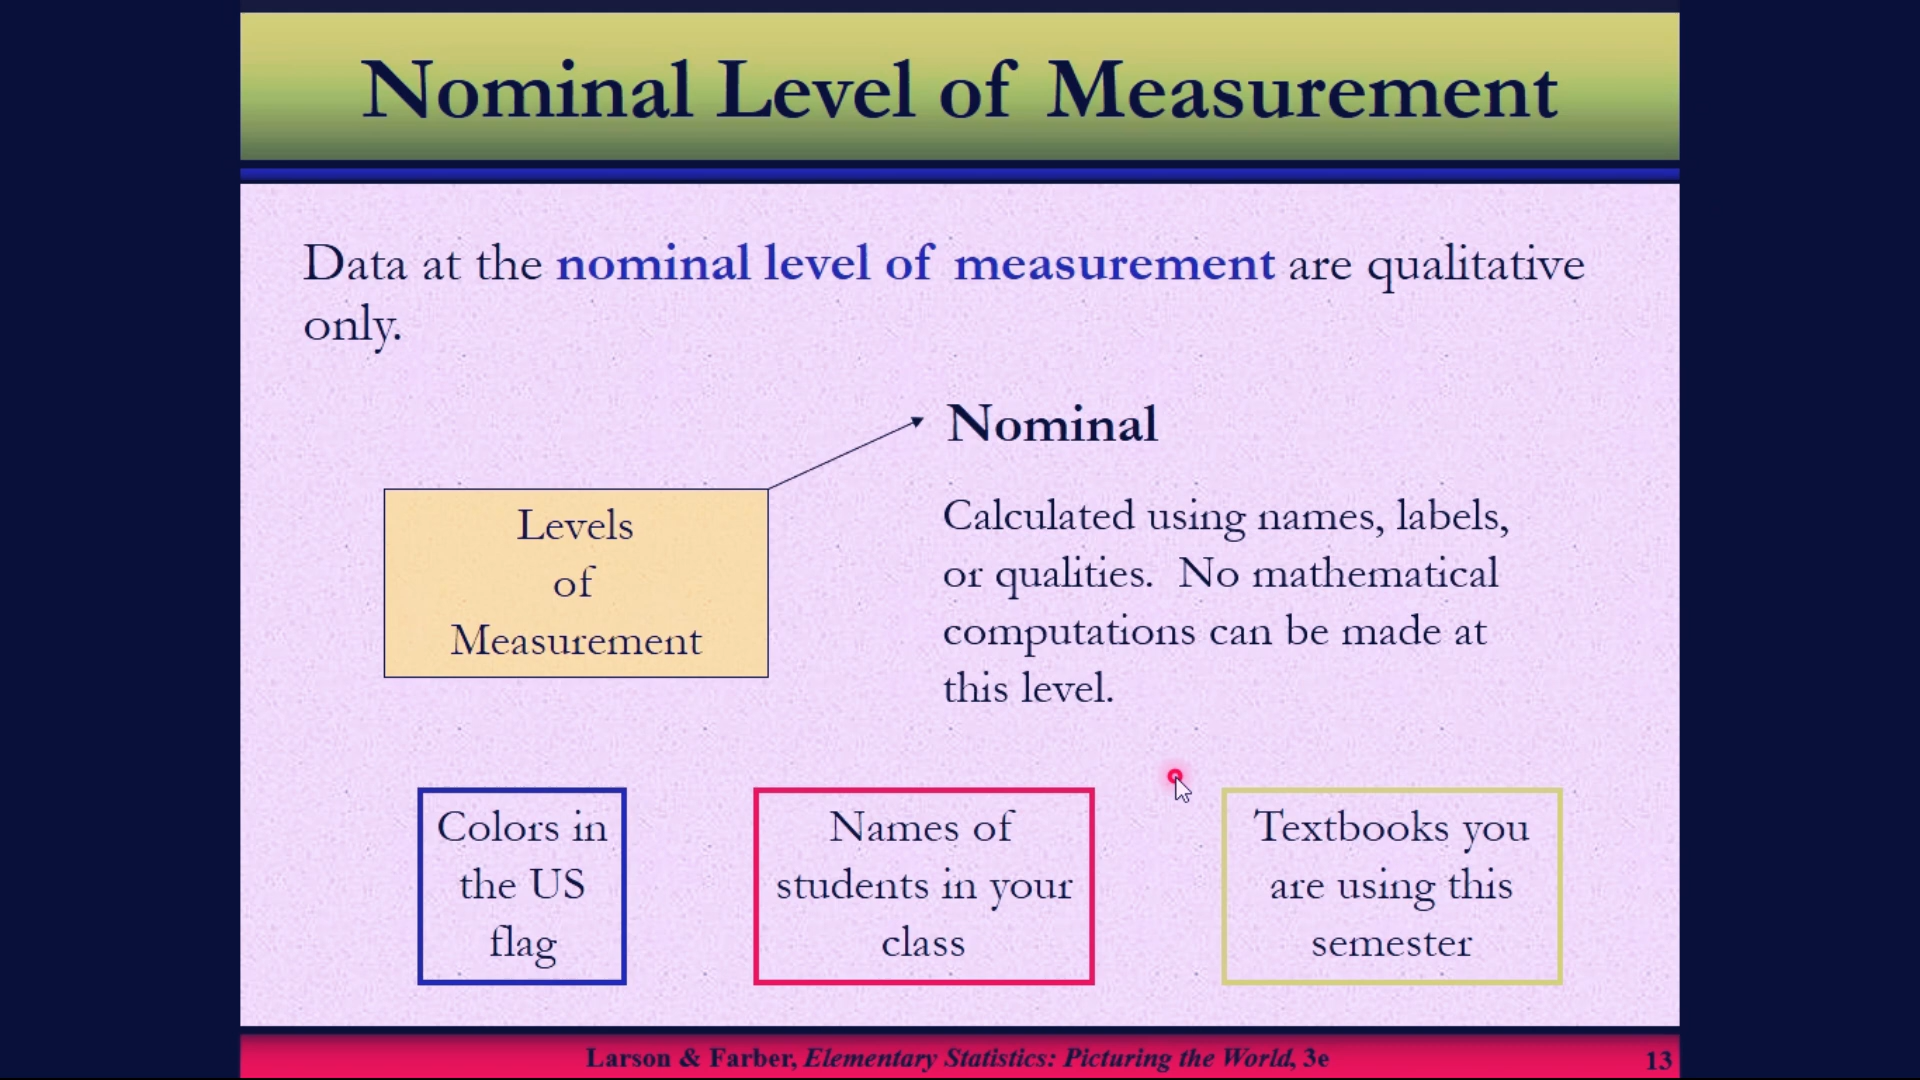 Nominal Level of Measurement
Data at the nominal level of measurement are qualitative
only.
Nominal
Levels
of
Measurement
Calculated using names, labels,
or qualities. No mathematical
computations can be made at
this level.
Colors in
the US
flag
Names of
students in your
class
Textbooks you
are using this
semester
Larson & Farber, Elementary Statistics: Picturing the World, 3e
13